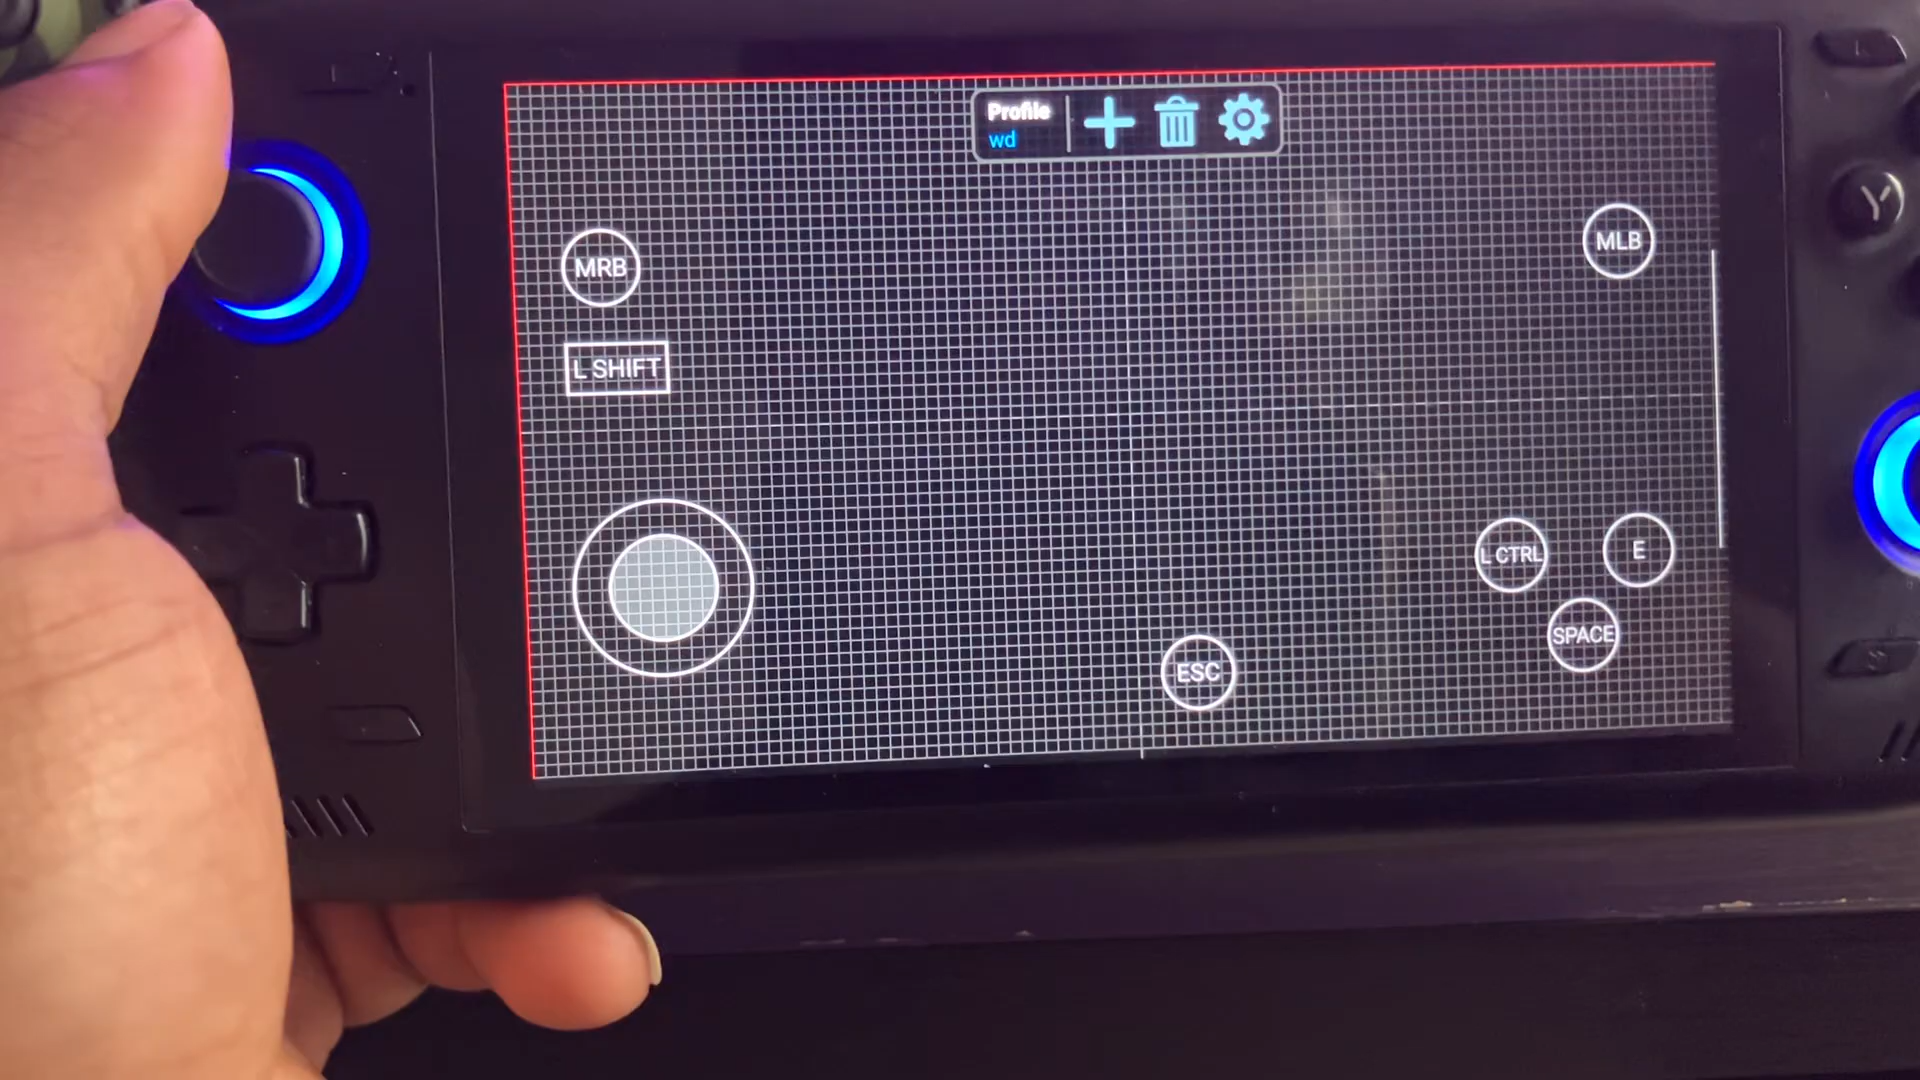 Profile
wd
MRB
MLB
Y
L SHIFT
L CTRL
E
SPACE
ESC